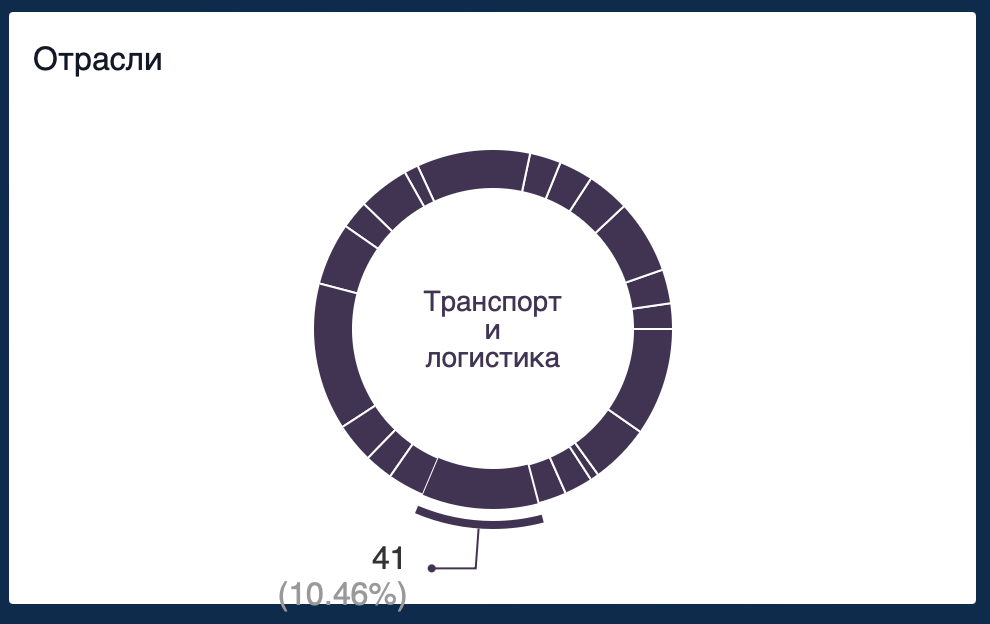 Отрасли
Транспорт
и
логистика
41
(10.46%)